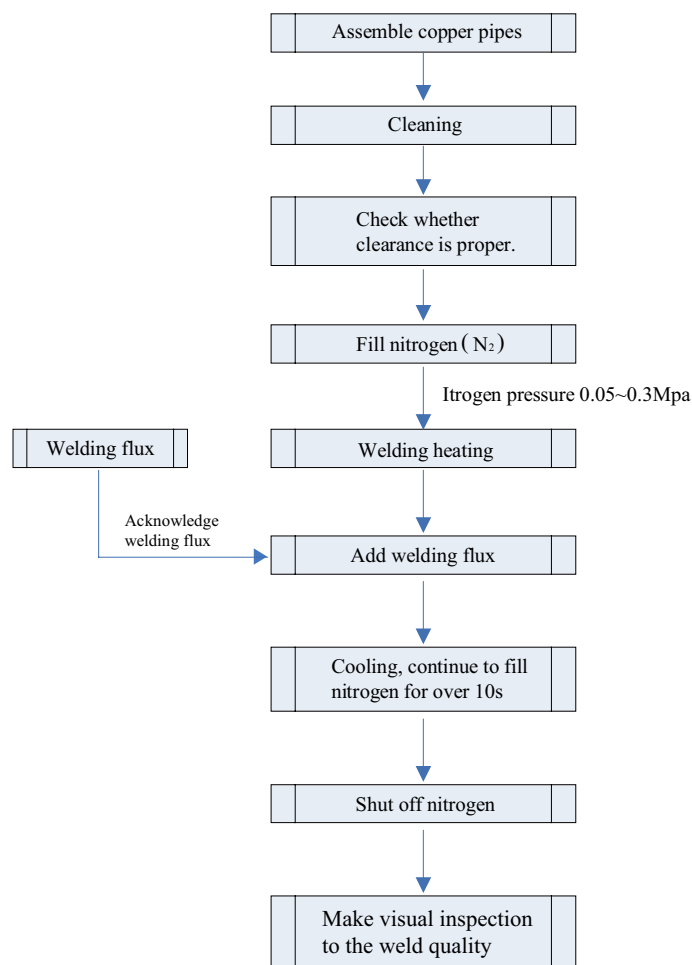 Assemble copper pipes
Cleaning
Check whether
clearance is proper.
Fill nitrogen ( N₂ )
Itrogen pressure 0.05~0.3Mpa
Welding flux
Welding heating
Acknowledge
welding flux
Add welding flux
Cooling, continue to fill
nitrogen for over 10s
Shut off nitrogen
Make visual inspection
to the weld quality